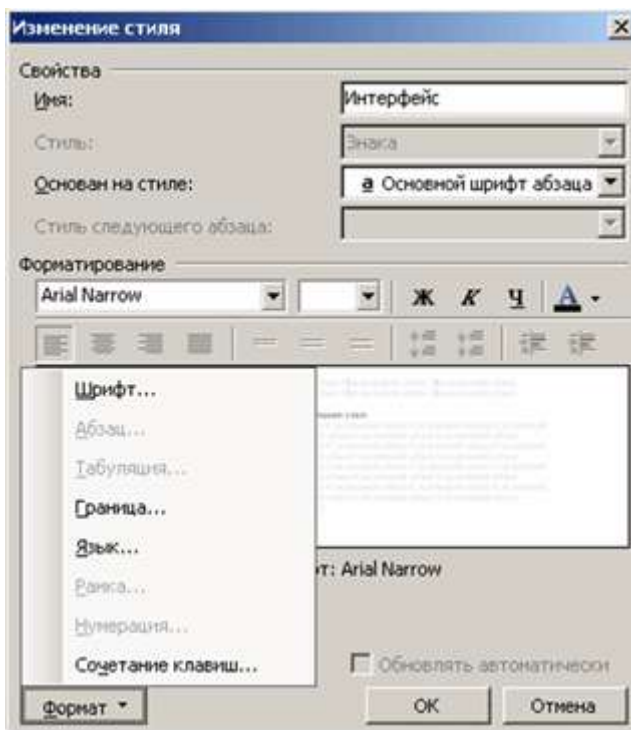 Изменение стиля
Свойства
Имя: Интерфейс
Стиль: Знака
Основан на стиле: a Основной шрифт абзаца
Стиль следующего абзаца:
Форматирование
Arial Narrow Ж К Ч А
Шрифт...
Абзац...
Табуляция...
Граница...
Язык...
т: Arial Narrow
Рамка...
Нумерация...
Сочетание клавиш... Обновлять автоматически
Формат ОК Отмена